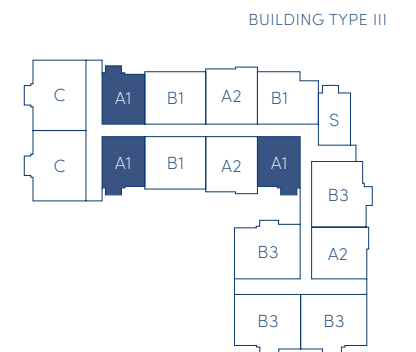 BUILDING TYPE III
C A1 B1 A2 B1
S
C A1 B1 A2 A1
B3
B3 A2
B3 B3